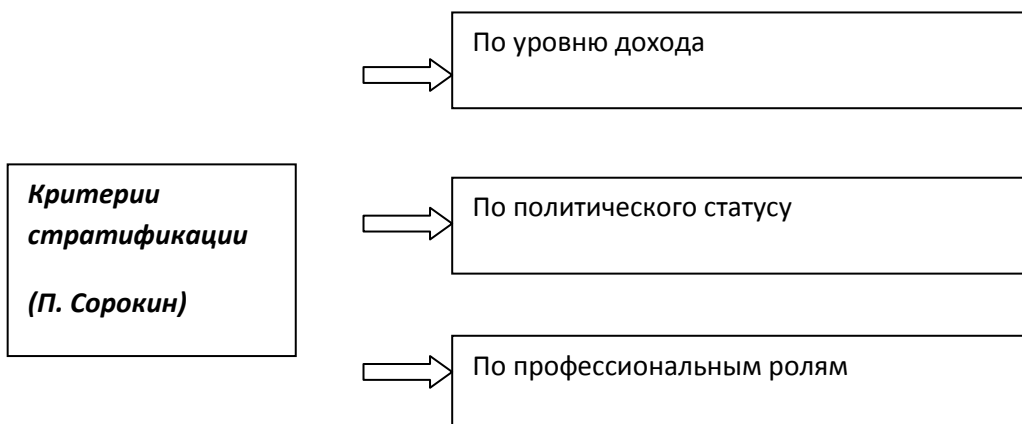 По уровню дохода
Критерии
стратификации
(П. Сорокин)
По политического статусу
По профессиональным ролям